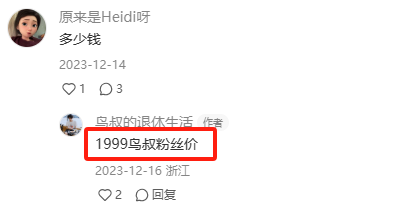 原来是Heidi呀
多少钱
2023-12-14
1 3
鸟叔的退休生活 作者
1999鸟叔粉丝价
2023-12-16 浙江
2 回复